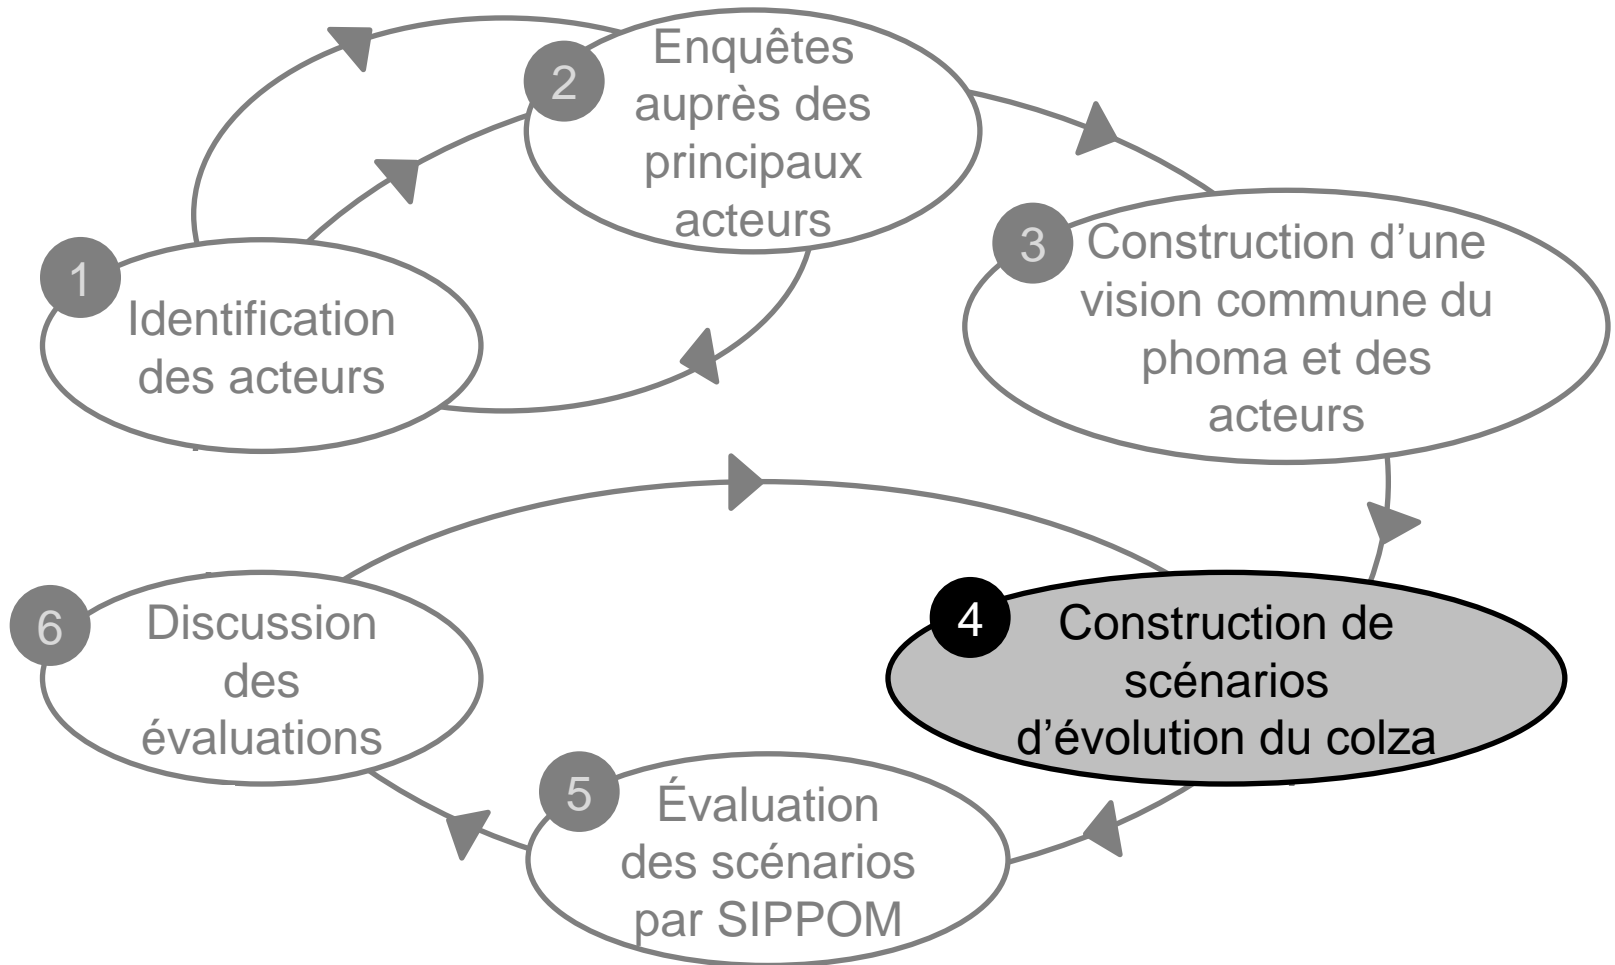 1
Identification
des acteurs
2
Enquêtes
auprès des
principaux
acteurs
3
Construction d’une
vision commune du
phoma et des
acteurs
4
Construction de
scénarios
d’évolution du colza
5
Évaluation
des scénarios
par SIPPOM
6
Discussion
des
évaluations